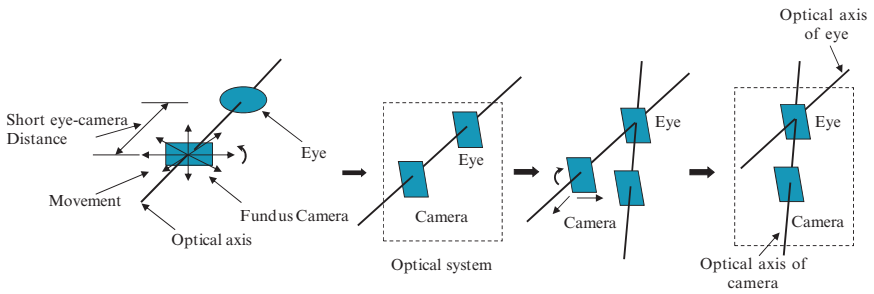 Short eye-camera
Distance
Movement
Optical axis
Fundus Camera
Eye
Eye
Camera
Optical system
Eye
Camera
Optical axis
of eye
Eye
Camera
Optical axis of
camera